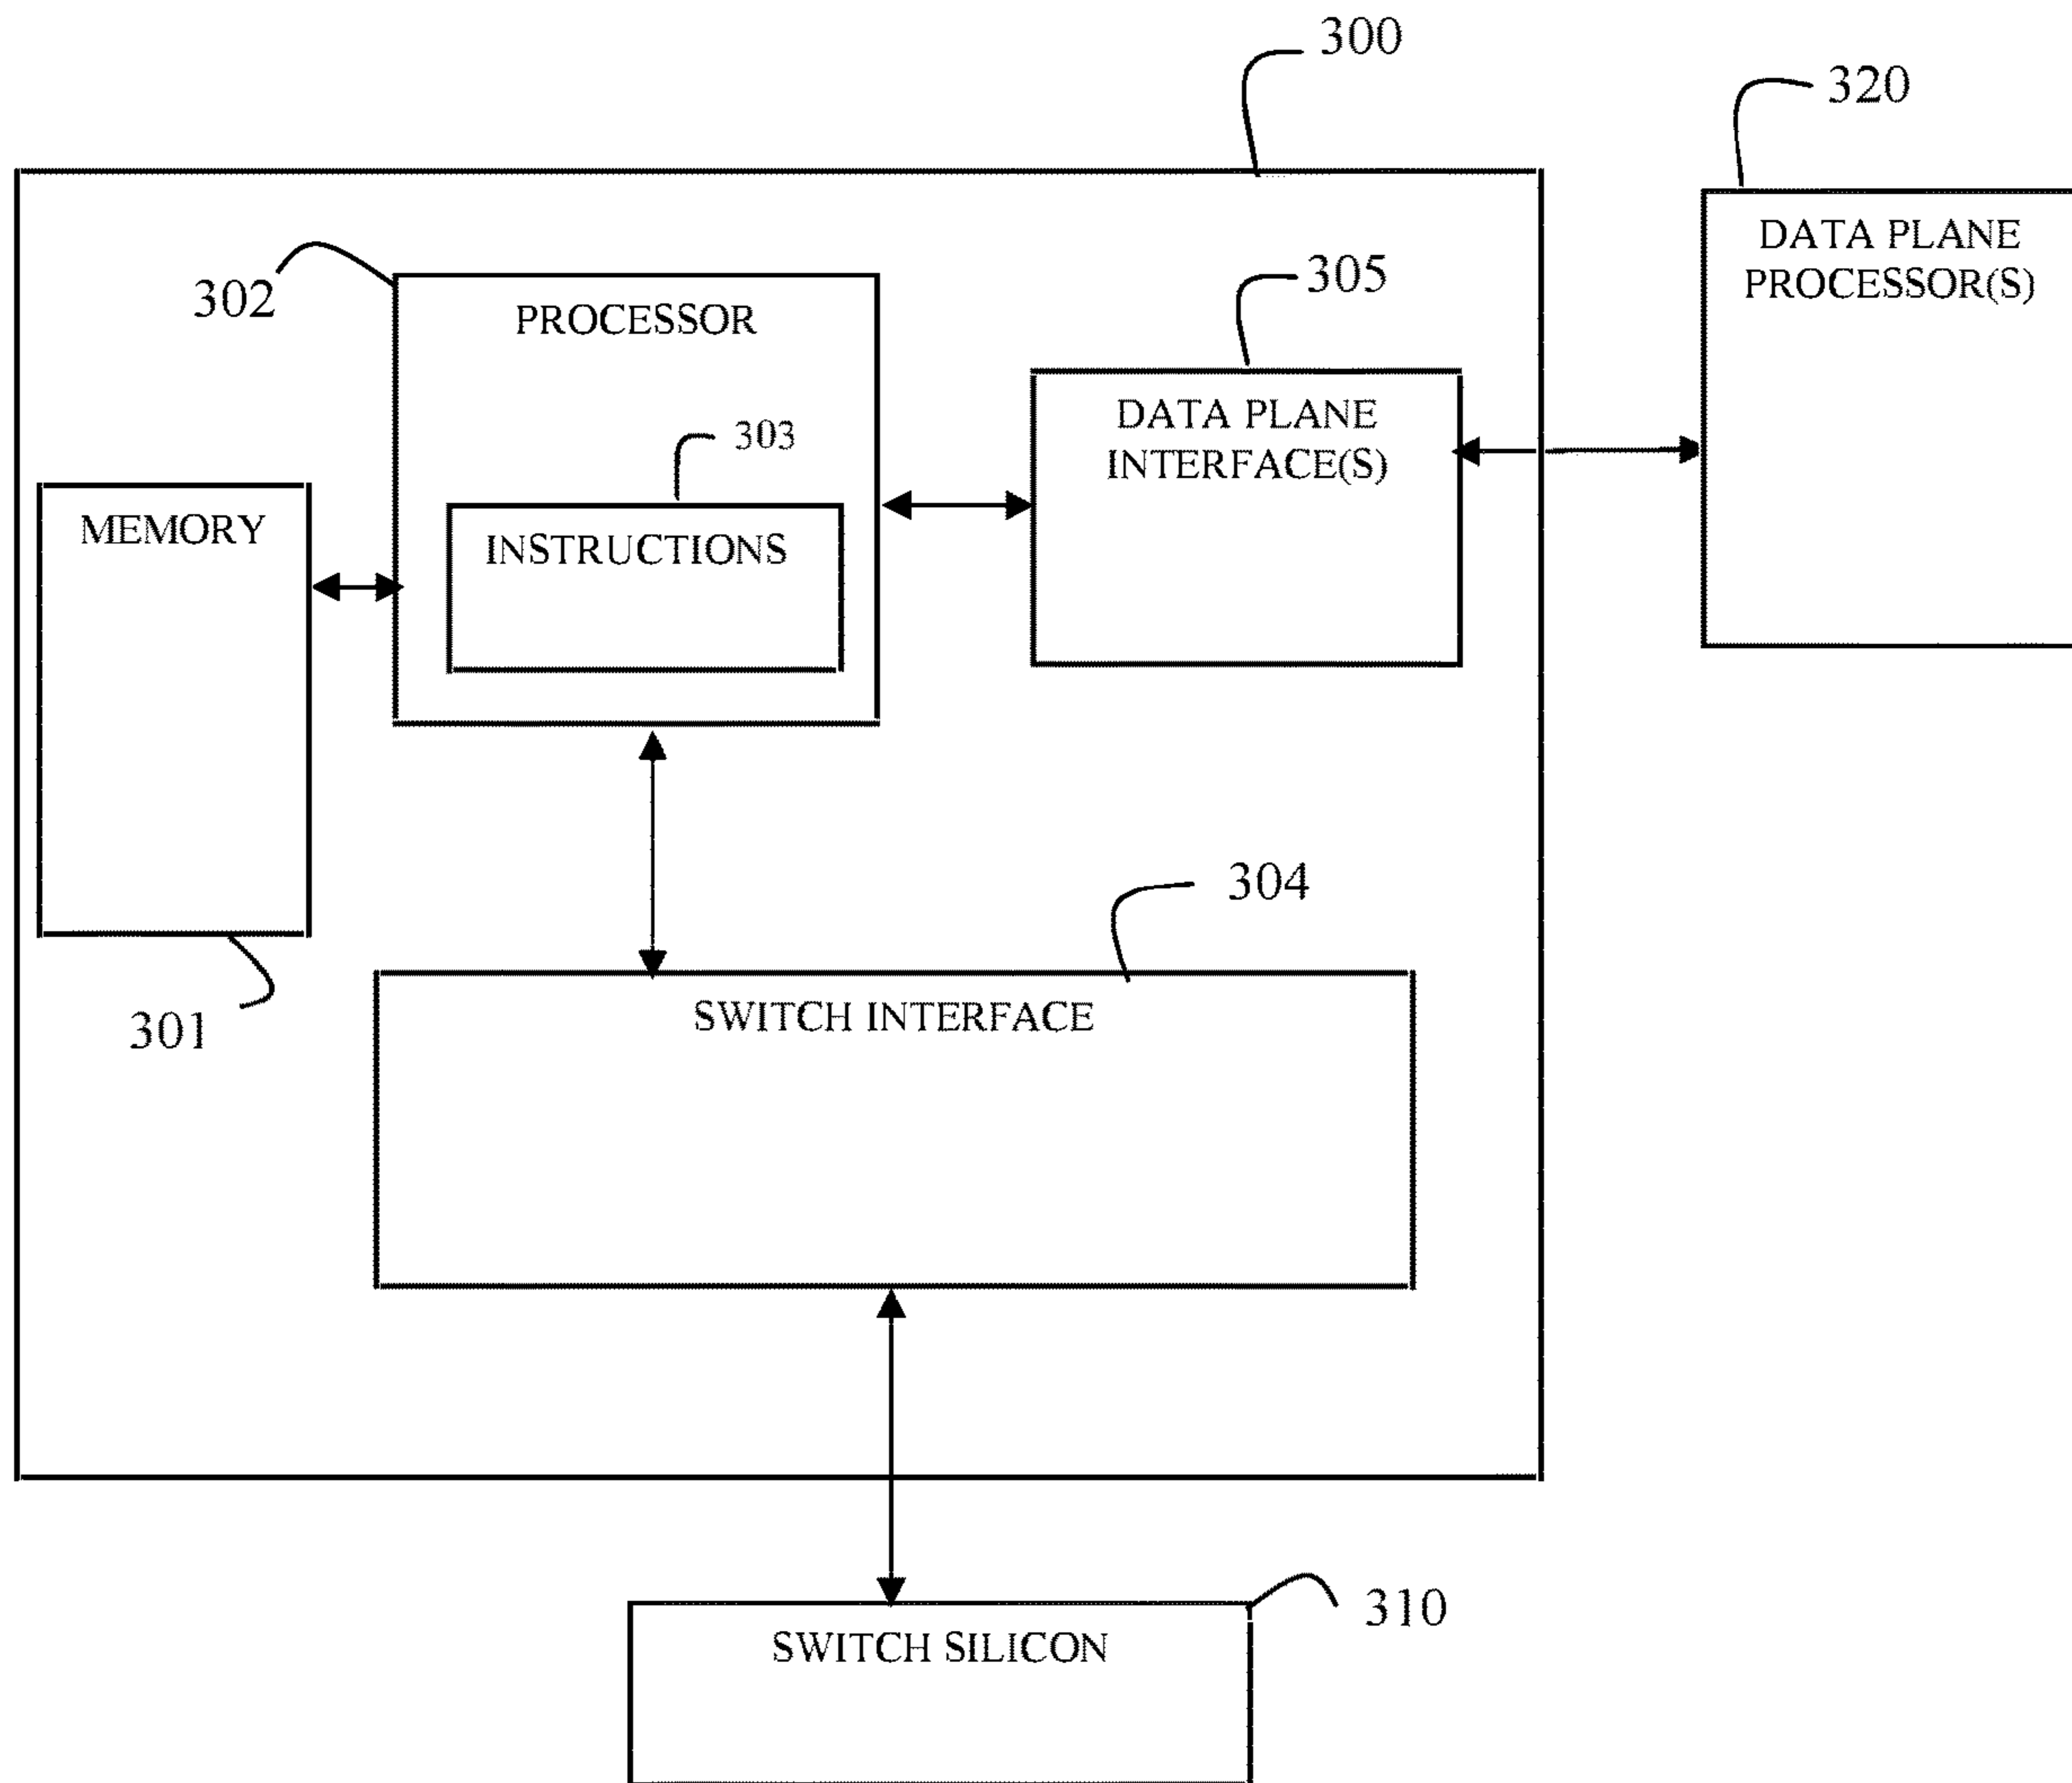 300
320
DATA PLANE
PROCESSOR(S)
302
PROCESSOR
305
DATA PLANE
INTERFACE(S)
303
INSTRUCTIONS
MEMORY
301
304
SWITCH INTERFACE
310
SWITCH SILICON